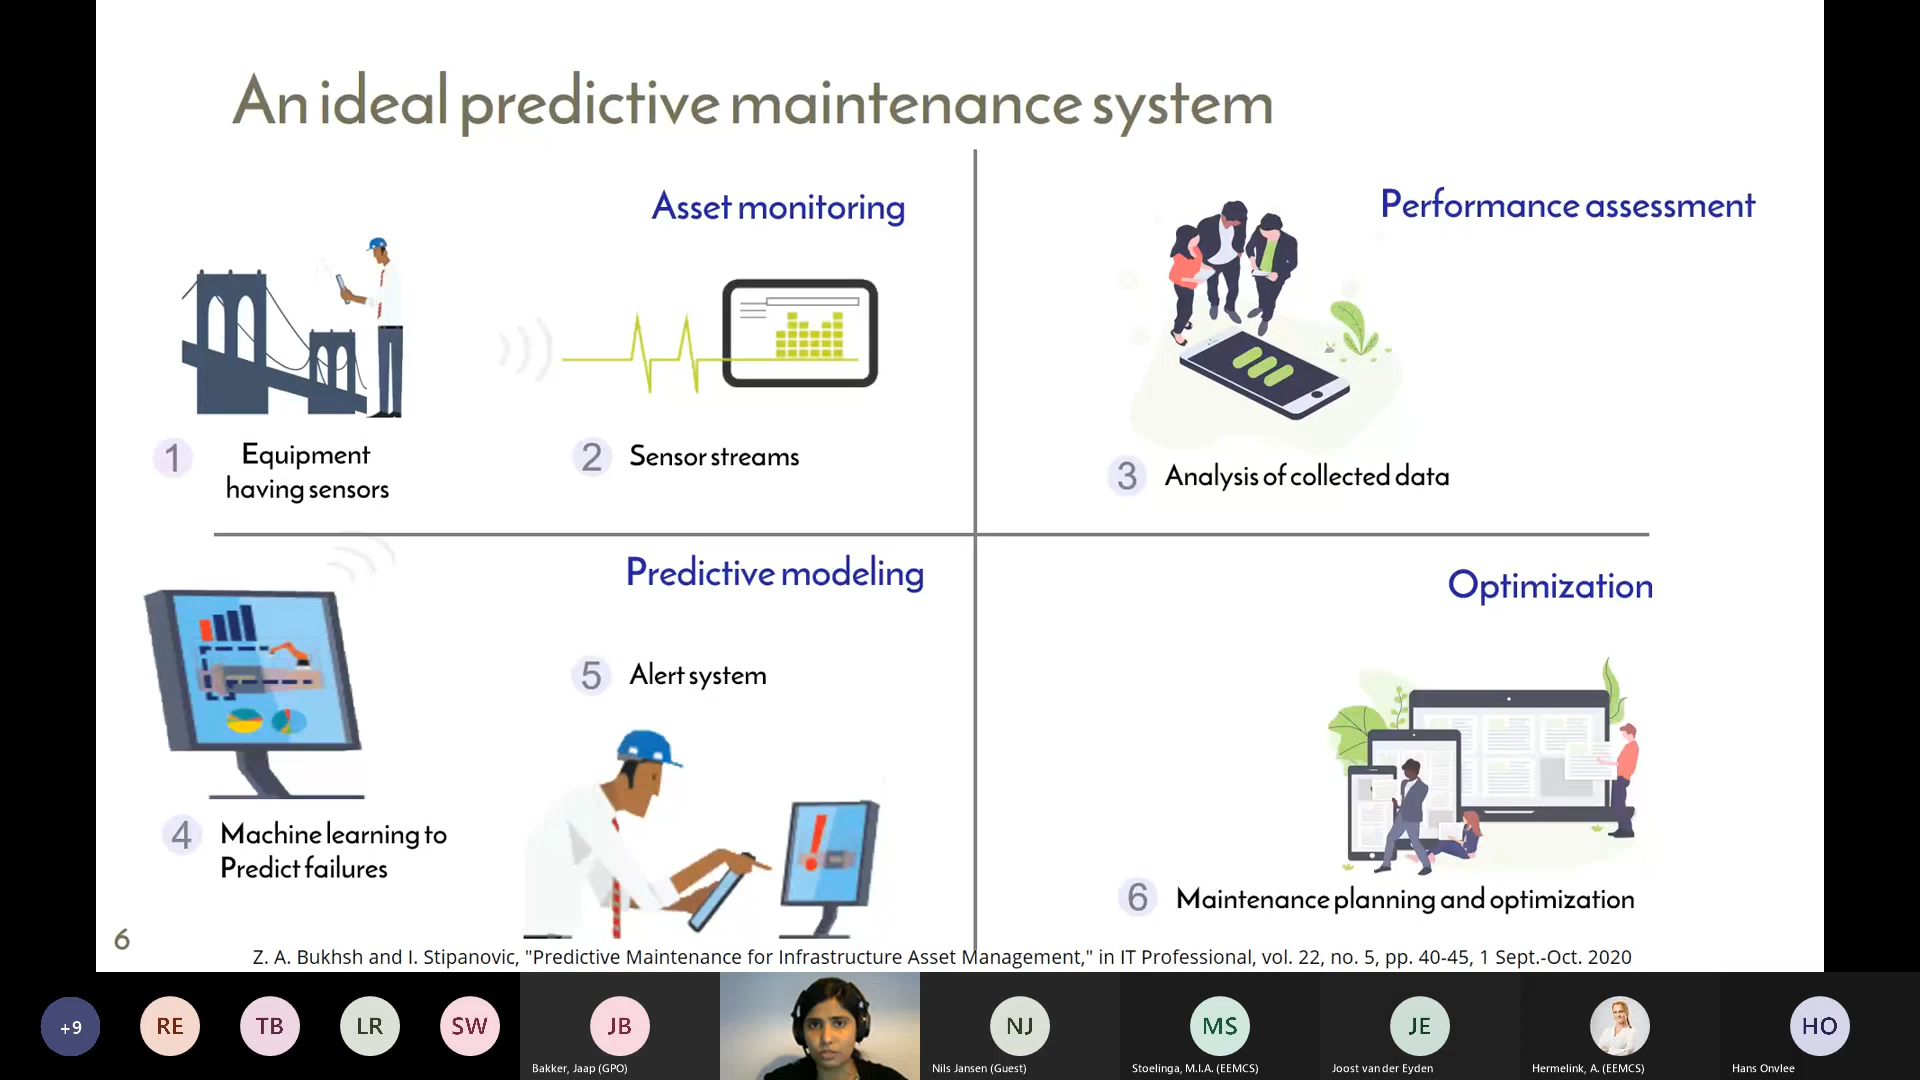 An ideal predictive maintenance system
Asset monitoring
Performance assessment
1
Equipment
having sensors
2
Sensor streams
3
Analysis of collected data
Predictive modeling
Optimization
5
Alert system
4
Machine learning to
Predict failures
6
Maintenance planning and optimization
6
Z. A. Bukhsh and I. Stipanovic, "Predictive Maintenance for Infrastructure Asset Management," in IT Professional, vol. 22, no. 5, pp. 40-45, 1 Sept.-Oct. 2020
+9
RE
TB
LR
SW
JB
NJ
MS
JE
HO
Bakker, Jaap (GPO)
Nils Jansen (Guest)
Stoelinga, M.I.A. (EEMCS)
Joost van der Eyden
Hermelink, A. (EEMCS)
Hans Onvlee